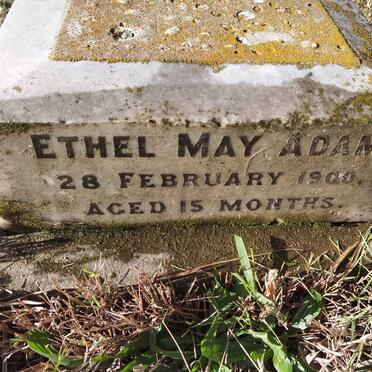 ETHEL MAY ADAM
28 FEBRUARY 1900.
AGED 15 MONTHS.